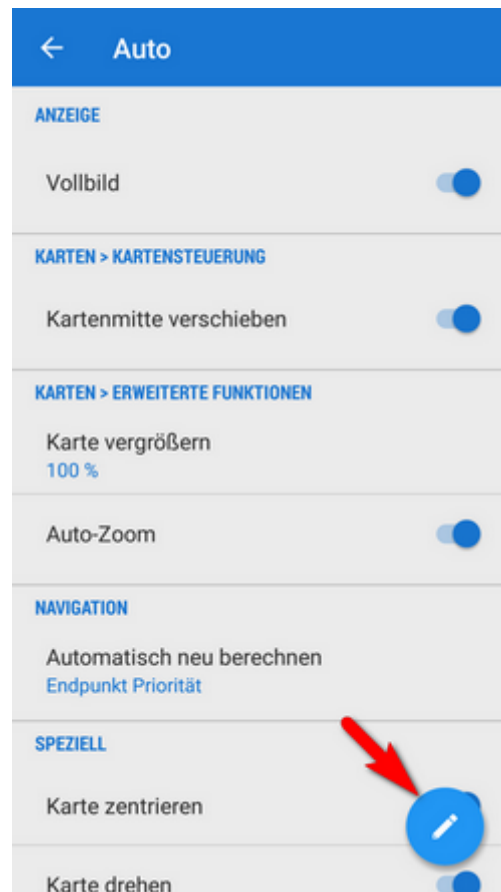 Auto
ANZEIGE
Vollbild
KARTEN > KARTENSTEUERUNG
Kartenmitte verschieben
KARTEN > ERWEITERTE FUNKTIONEN
Karte vergrößern
100 %
Auto-Zoom
NAVIGATION
Automatisch neu berechnen
Endpunkt Priorität
SPEZIELL
Karte zentrieren
Karte drehen